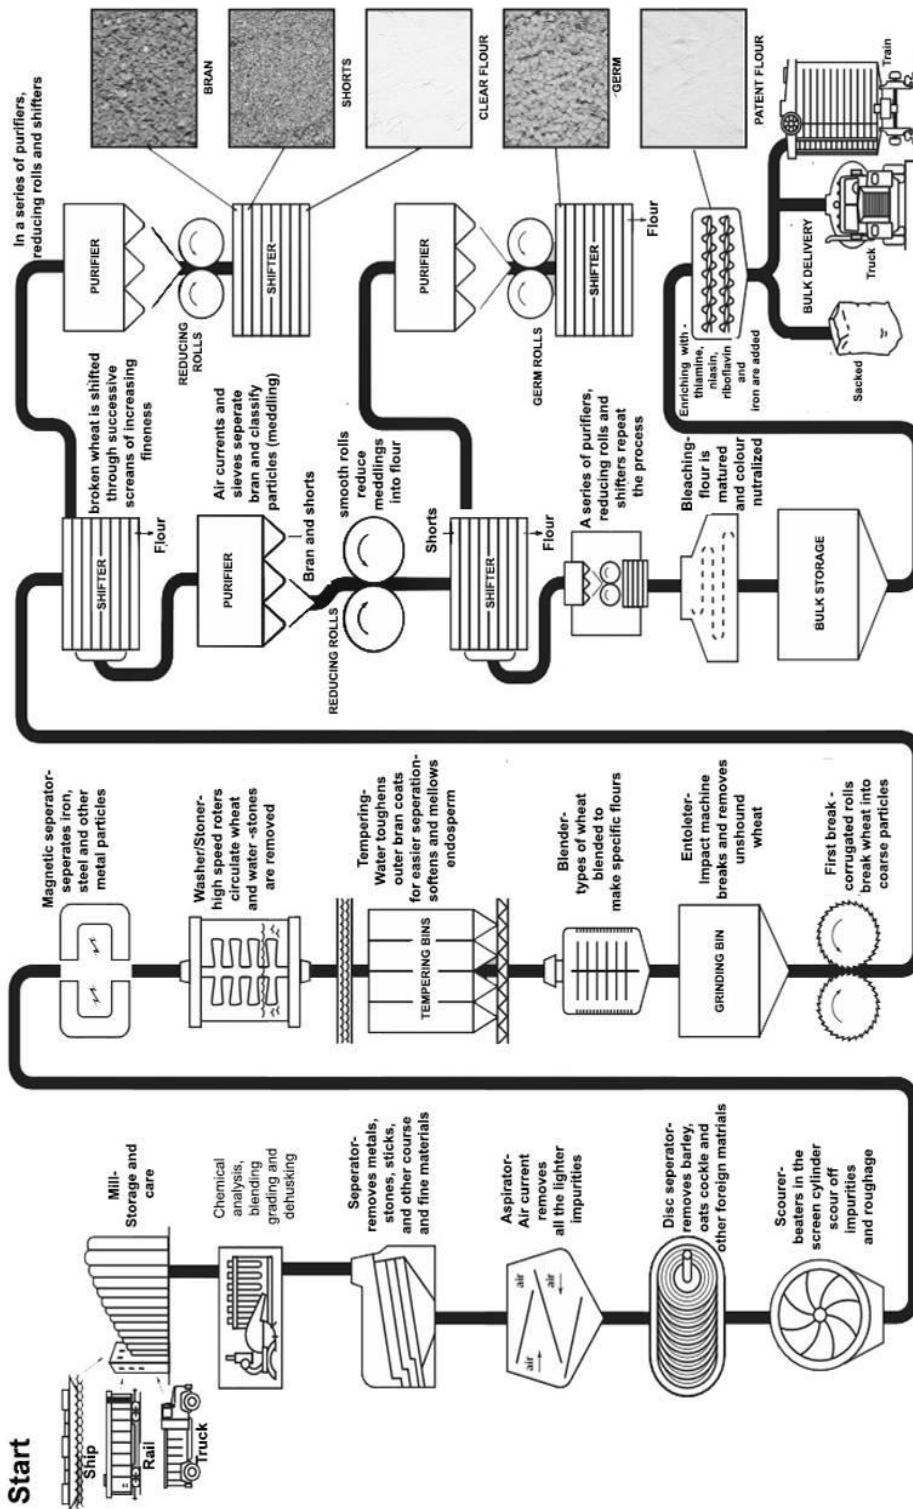 Start
Ship
Rail
Truck
Mill-
Storage and
care
Chemical
analysis,
blending
grading and
dehusking
Seperator-
removes metals,
stones, sticks,
and other course
and fine materials
Aspirator-
Air current
removes
all the lighter
impurities
air
air
air
Disc seperator-
removes barley,
oats cockle and
other foreign matrials
Scourer-
beaters in the
screen cylinder
scour off
impurities
and roughage
Magnetic seperator-
seperates iron,
steel and other
metal particles
Washer/Stoner-
high speed roters
circulate wheat
and water -stones
are removed
Tempering-
Water toughens
outer bran coats
for easier seperation-
softens and mellows
endosperm
TEMPERING BINS
Blender-
types of wheat
blended to
make specific flours
Entoleter-
Impact machine
breaks and removes
unshound
wheat
GRINDING BIN
First break -
corrugated rolls
break wheat into
coarse particles
broken wheat is shifted
through successive
screans of increasing
fineness
SHIFTER
Flour
Air currents and
sieves seperate
bran and classify
particles (meddling)
PURIFIER
Bran and shorts
smooth rolls
reduce
meddlings
into flour
REDUCING ROLLS
Shorts
SHIFTER
Flour
A series of purifiers,
reducing rolls and
shifters repeat
the process
Bleaching-
flour is
matured
and colour
nutralized
BULK STORAGE
In a series of purifiers,
reducing rolls and shifters
PURIFIER
REDUCING
ROLLS
SHIFTER
BRAN
SHORTS
CLEAR FLOUR
PURIFIER
GERM ROLLS
SHIFTER
Flour
GERM
PATENT FLOUR
Enriching with -
thiamine,
niasin,
riboflavin
and
iron are added
BULK DELIVERY
Sacked
Truck
Train